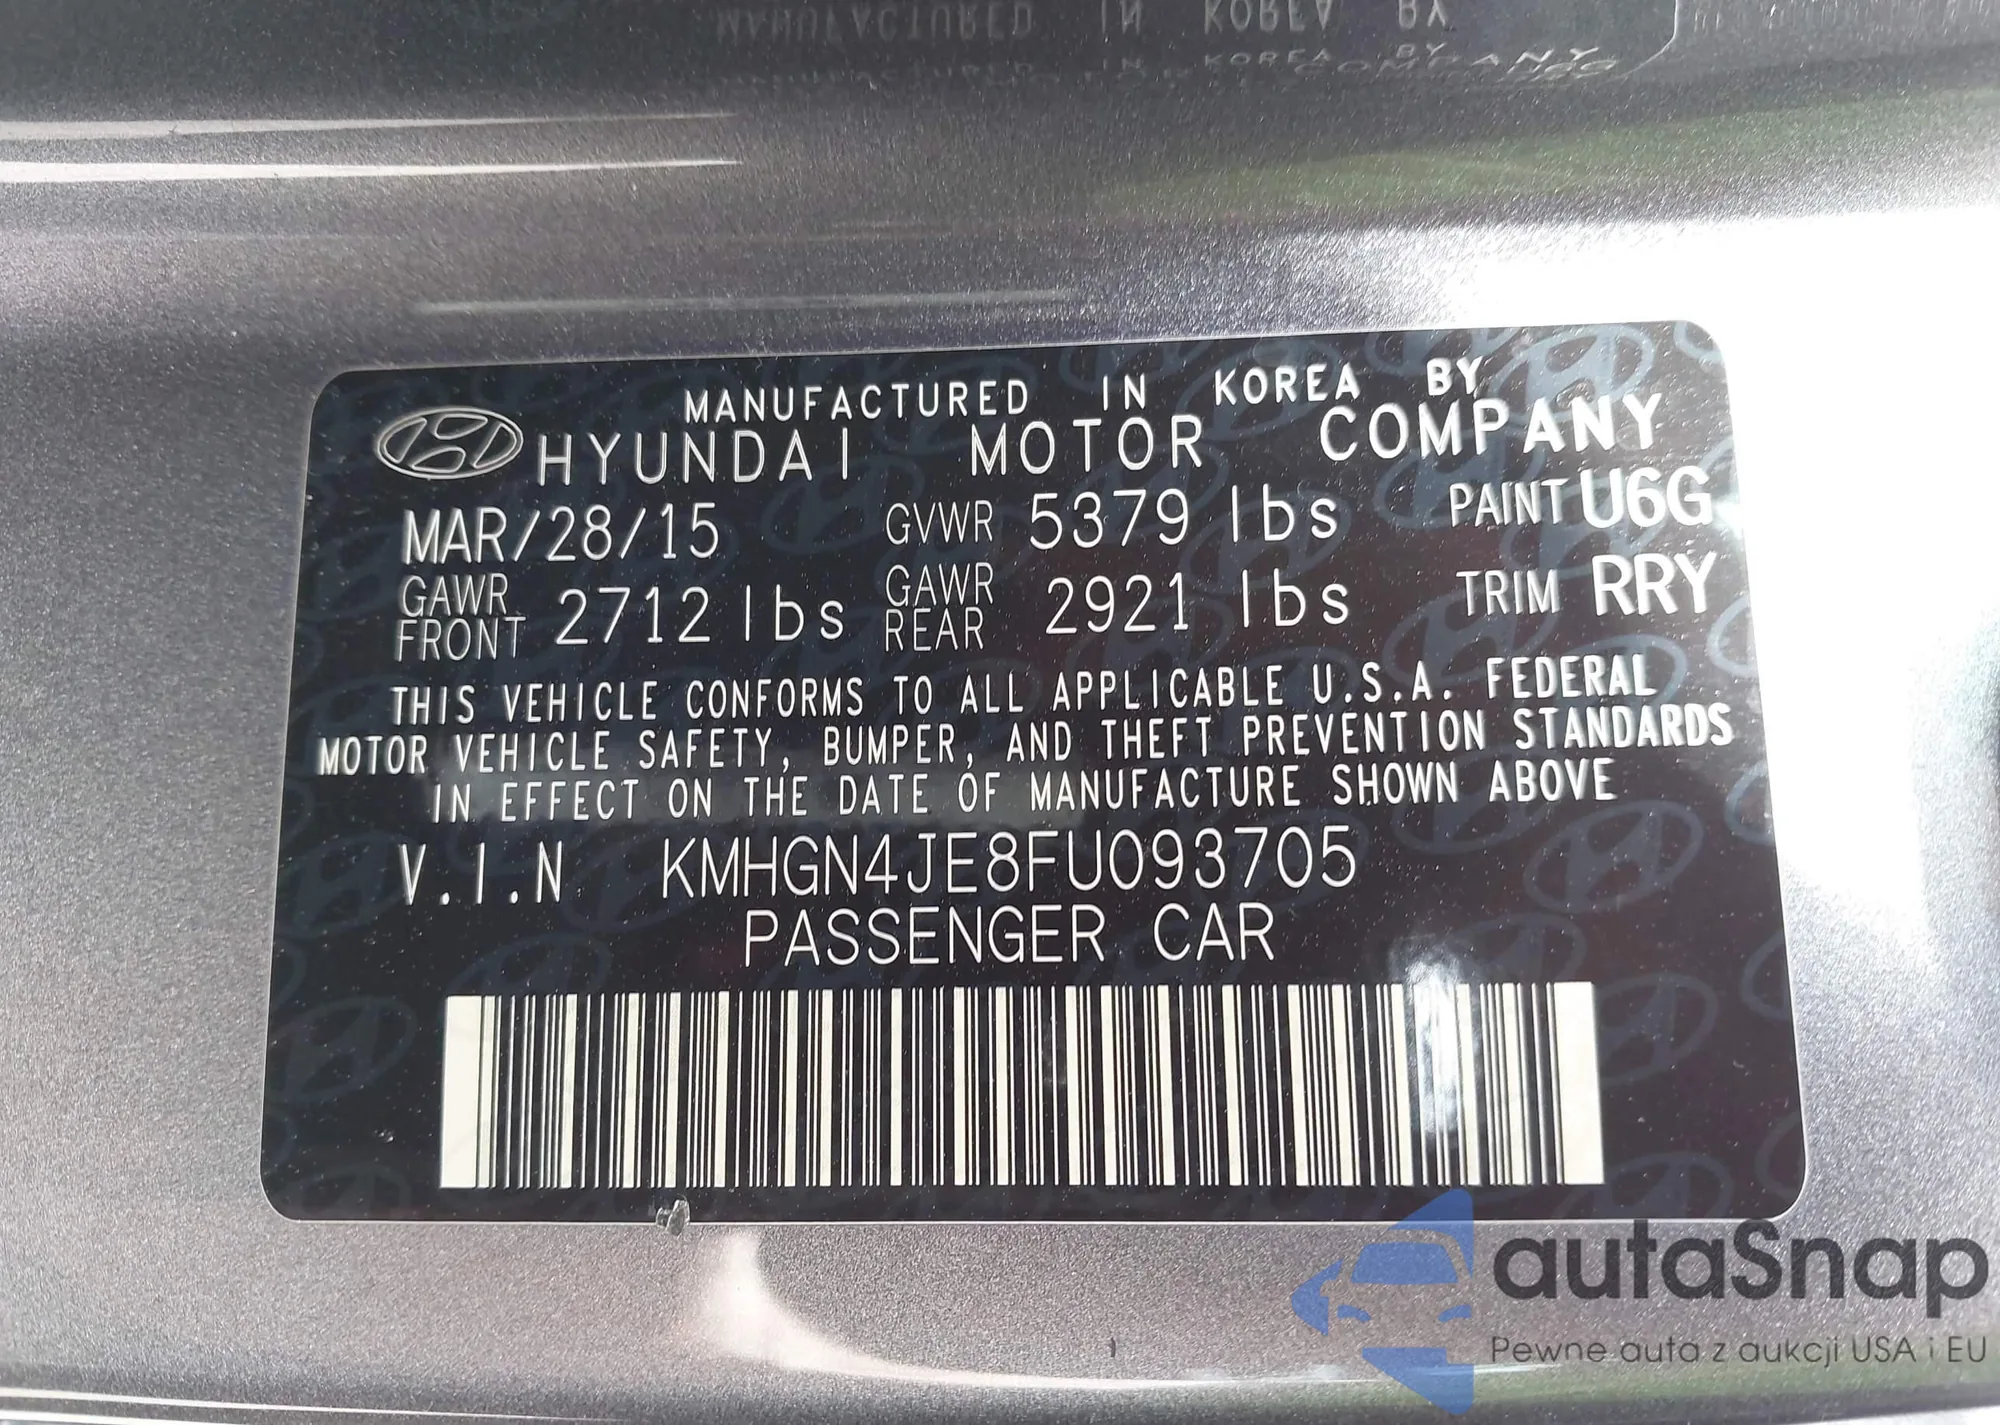 MANUFACTURED IN KOREA BY
HYUNDAI MOTOR COMPANY
MAR/28/15 GVWR 5379 lbs PAINT U6G
GAWR FRONT 2712 lbs GAWR REAR 2921 lbs TRIM RRY
THIS VEHICLE CONFORMS TO ALL APPLICABLE U.S.A. FEDERAL
MOTOR VEHICLE SAFETY, BUMPER, AND THEFT PREVENTION STANDARDS
IN EFFECT ON THE DATE OF MANUFACTURE SHOWN ABOVE
V.I.N KMHGN4JE8FU093705
PASSENGER CAR
autaSnap
Pewne auta z aukcji USA i EU